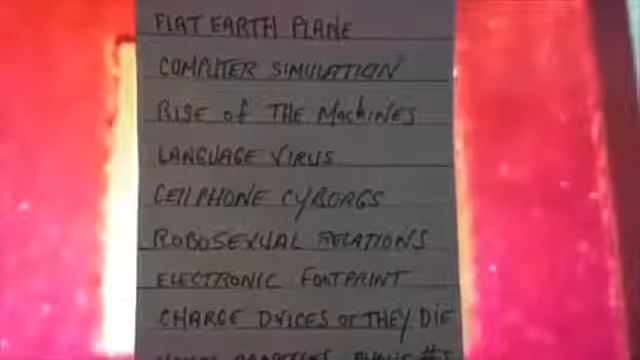 FLAT EARTH PLANE
COMPUTER SIMULATION
RISE of THE MACHINES
LANGUAGE VIRUS
CELLPHONE CYBORGS
ROBOSEXUAL RELATIONS
ELECTRONIC FOOTPRINT
CHARGE DVICES or THEY DIE